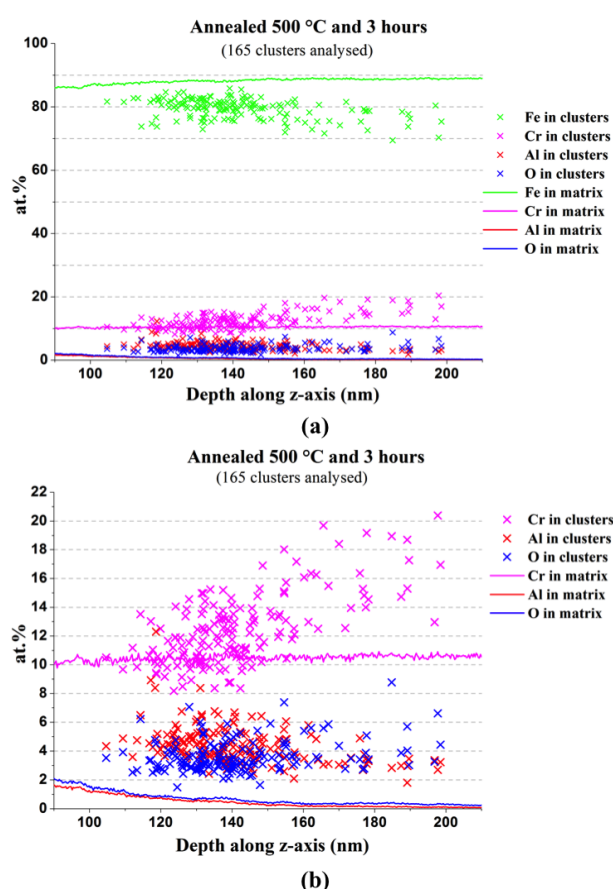 Annealed 500 °C and 3 hours
(165 clusters analysed)
100
80
60
40
20
0
at.%
100
120
140
160
180
200
Depth along z-axis (nm)
Fe in clusters
Cr in clusters
Al in clusters
O in clusters
Fe in matrix
Cr in matrix
Al in matrix
O in matrix
(a)
Annealed 500 °C and 3 hours
(165 clusters analysed)
22
20
18
16
14
12
10
8
6
4
2
0
at.%
100
120
140
160
180
200
Depth along z-axis (nm)
Cr in clusters
Al in clusters
O in clusters
Cr in matrix
Al in matrix
O in matrix
(b)